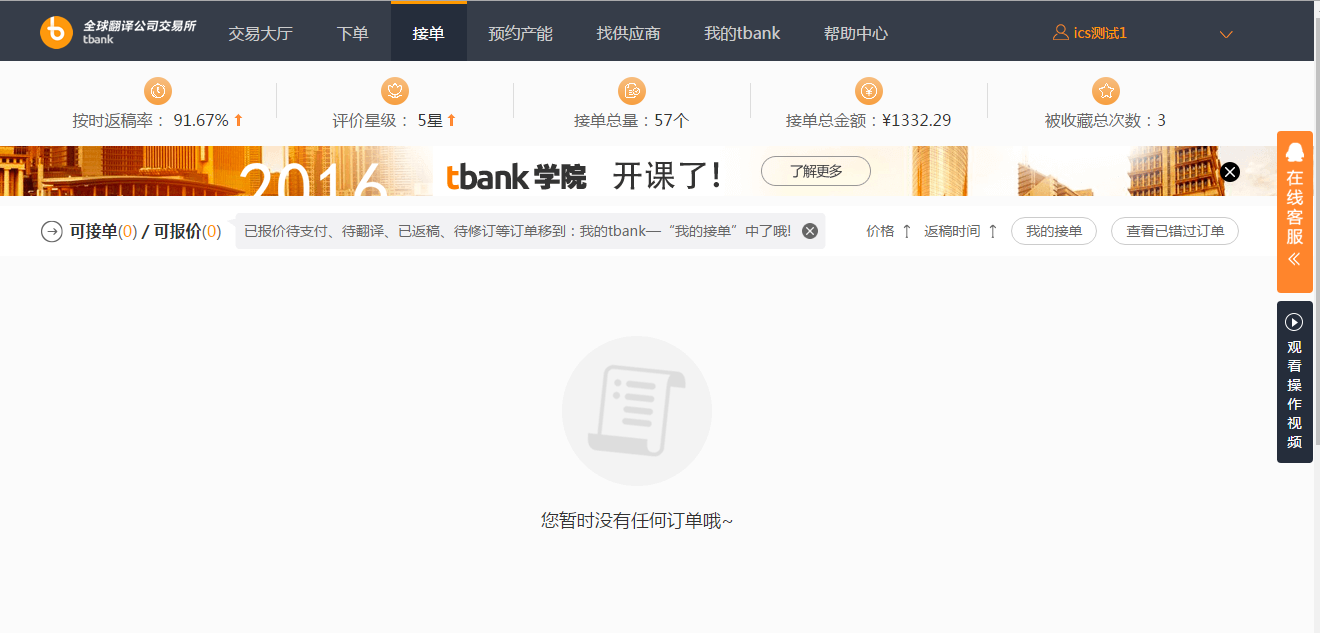 全球翻译公司交易所
tbank
交易大厅 下单 接单 预约产能 找供应商 我的tbank 帮助中心 ics测试1
按时返稿率： 91.67% 评价星级： 5星 接单总量：57个 接单总金额：¥1332.29 被收藏总次数：3
2016 tbank 学院 开课了! 了解更多
可接单(0) / 可报价(0) 已报价待支付、待翻译、已返稿、待修订等订单移到：我的tbank—“我的接单”中了哦! 价格 ↑ 返稿时间 ↑ 我的接单 查看已错过订单
您暂时没有任何订单哦~
在线客服
观看操作视频